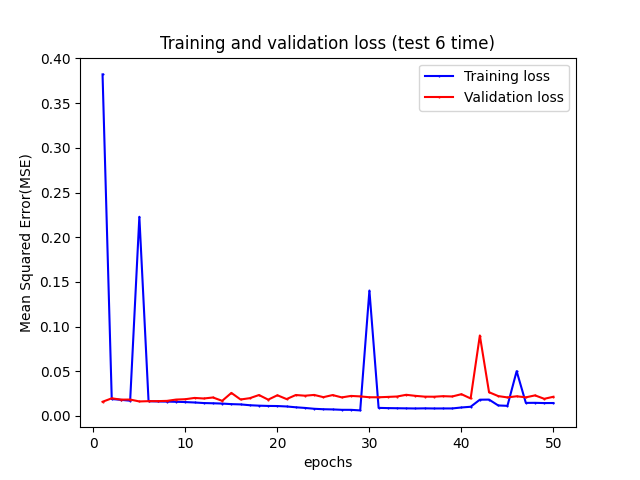 Training and validation loss (test 6 time)
Training loss
Validation loss
Mean Squared Error(MSE)
0.40
0.35
0.30
0.25
0.20
0.15
0.10
0.05
0.00
0 10 20 30 40 50
epochs